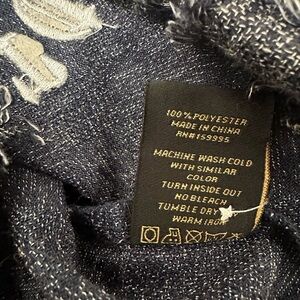 100% POLYESTER
MADE IN CHINA
RN#159995
MACHINE WASH COLD
WITH SIMILAR
COLOR
TURN INSIDE OUT
NO BLEACH
TUMBLE DRY
WARM IRON